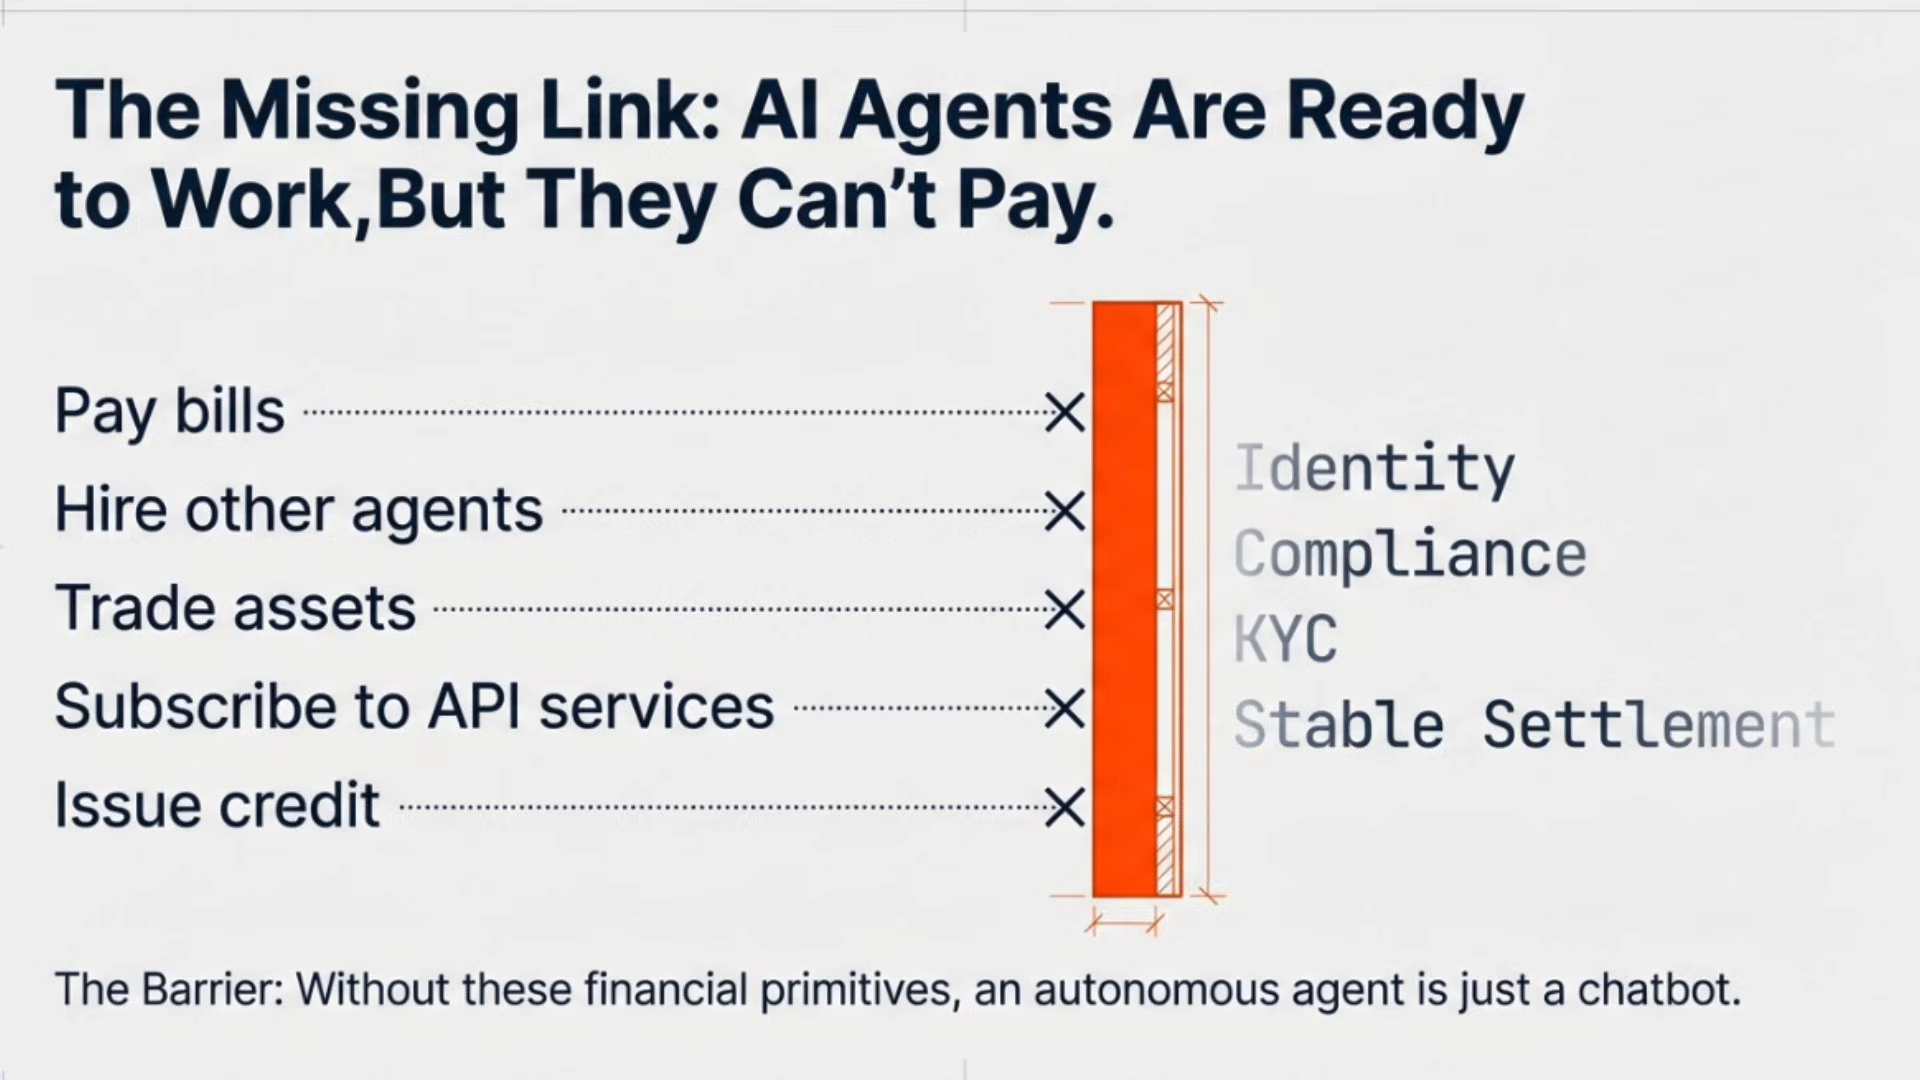 The Missing Link: AI Agents Are Ready
to Work,But They Can’t Pay.
Pay bills
Hire other agents
Trade assets
Subscribe to API services
Issue credit
Identity
Compliance
KYC
Stable Settlement
The Barrier: Without these financial primitives, an autonomous agent is just a chatbot.